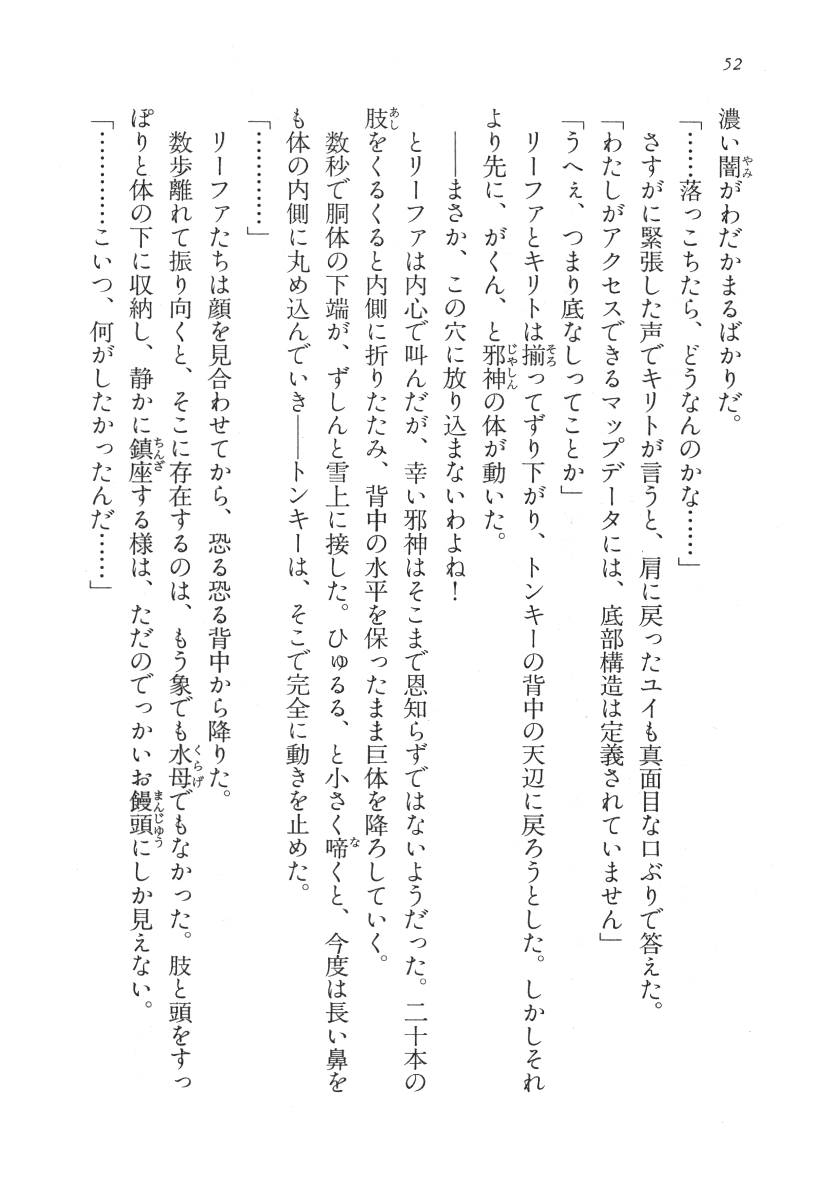 52
濃い闇がわだかまるばかりだ。
「……落っこちたら、どうなんのかな……」
さすがに緊張した声でキリトが言うと、肩に戻ったユイも真面目な口ぶりで答えた。
「わたしがアクセスできるマップデータには、底部構造は定義されていません」
「うへぇ、つまり底なしってことか」
リーファとキリトは揃ってずり下がり、トンキーの背中の天辺に戻ろうとした。しかしそれ
より先に、がくん、と邪神の体が動いた。
――まさか、この穴に放り込まないわよね！
とリーファは内心で叫んだが、幸い邪神はそこまで恩知らずではないようだった。二十本の
肢をくるくると内側に折りたたみ、背中の水平を保ったまま巨体を降ろしていく。
数秒で胴体の下端が、ずしんと雪上に接した。ひゅるる、と小さく啼くと、今度は長い鼻を
も体の内側に丸め込んでいき――トンキーは、そこで完全に動きを止めた。
「…………」
リーファたちは顔を見合わせてから、恐る恐る背中から降りた。
数歩離れて振り向くと、そこに存在するのは、もう象でも水母でもなかった。肢と頭をすっ
ぽりと体の下に収納し、静かに鎮座する様は、ただのでっかいお饅頭にしか見えない。
「…………こいつ、何がしたかったんだ……」